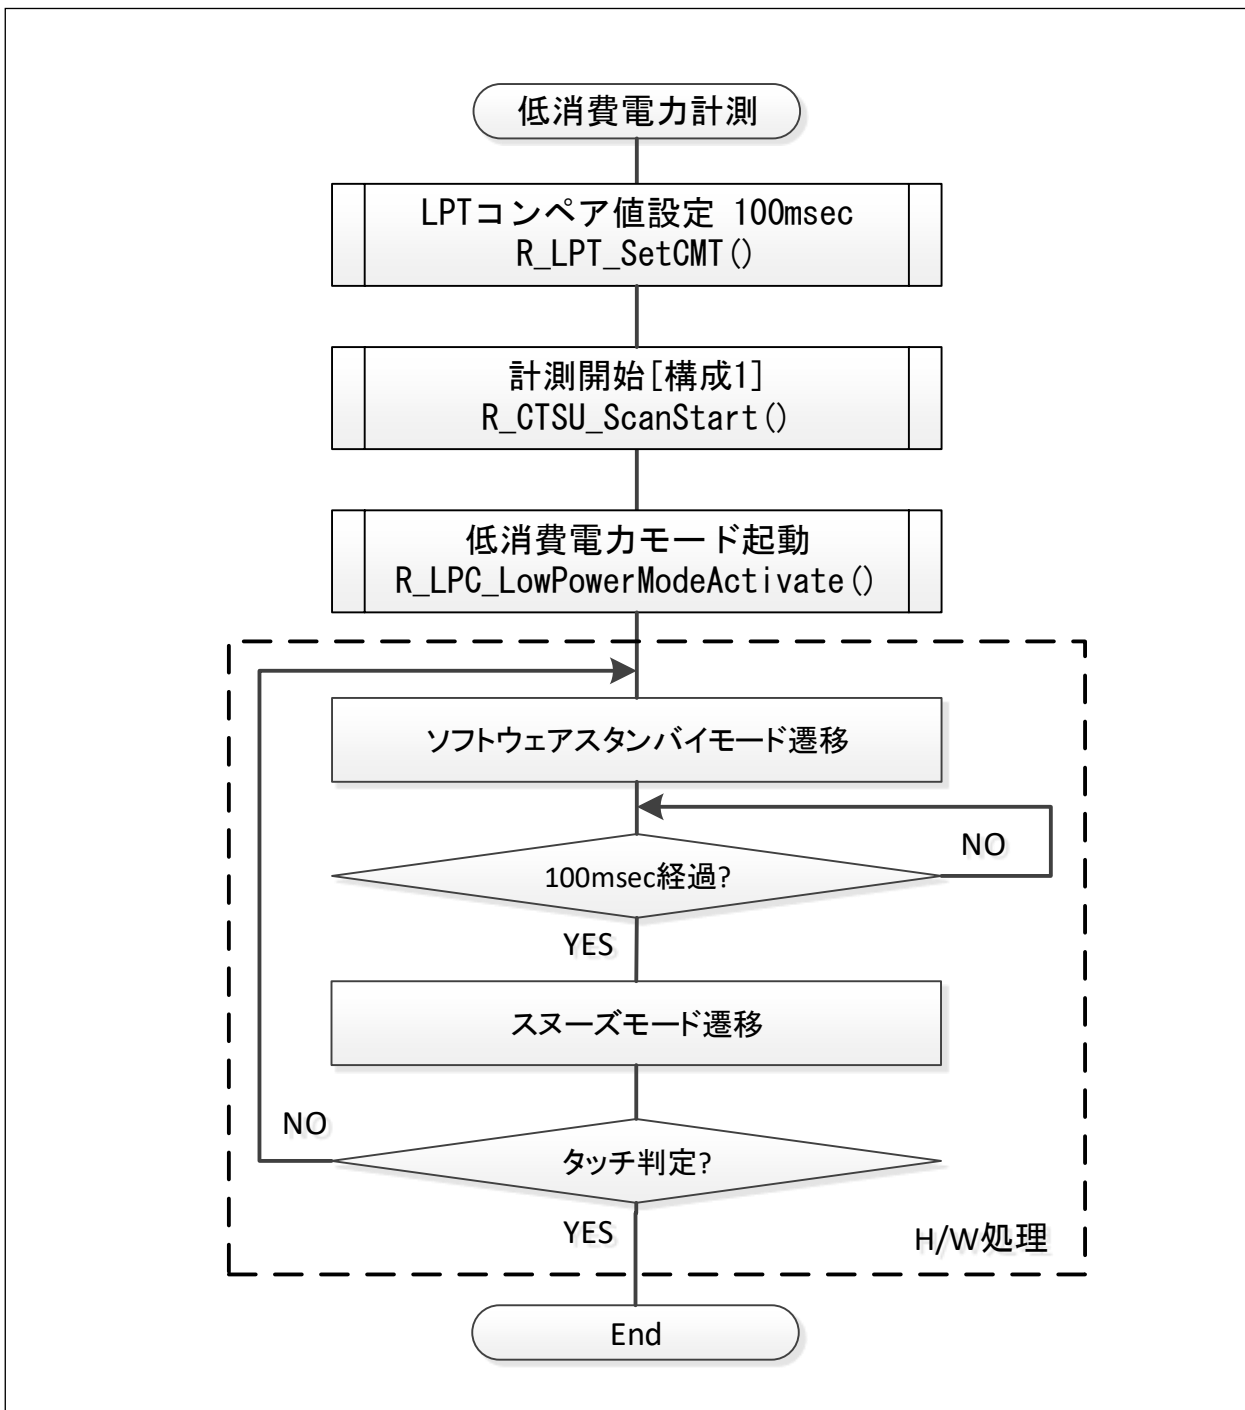 低消費電力計測
LPTコンペア値設定 100msec
R_LPT_SetCMT()
計測開始[構成1]
R_CTSU_ScanStart()
低消費電力モード起動
R_LPC_LowPowerModeActivate()
ソフトウェアスタンバイモード遷移
100msec経過?
NO
YES
スヌーズモード遷移
NO
タッチ判定?
YES
H/W処理
End